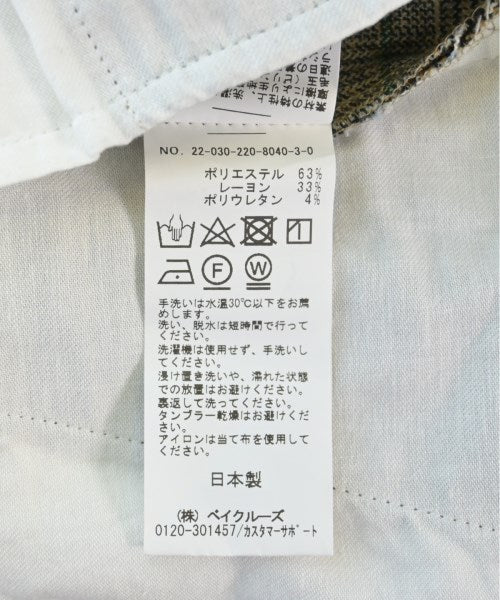 NO. 22-030-220-8040-3-0
ポリエステル 63%
レーヨン 33%
ポリウレタン 4%
F
W
手洗いは水温30℃以下をお薦
めします。
洗い、脱水は短時間で行って
ください。
洗濯機は使用せず、手洗いし
てください。
浸け置き洗いや、濡れた状態
での放置はお避けください。
裏返して洗ってください。
タンブラー乾燥はお避けくだ
さい。
アイロンは当て布を使用して
ください。
日本製
(株) ベイクルーズ
0120-301457/カスタマーサポート